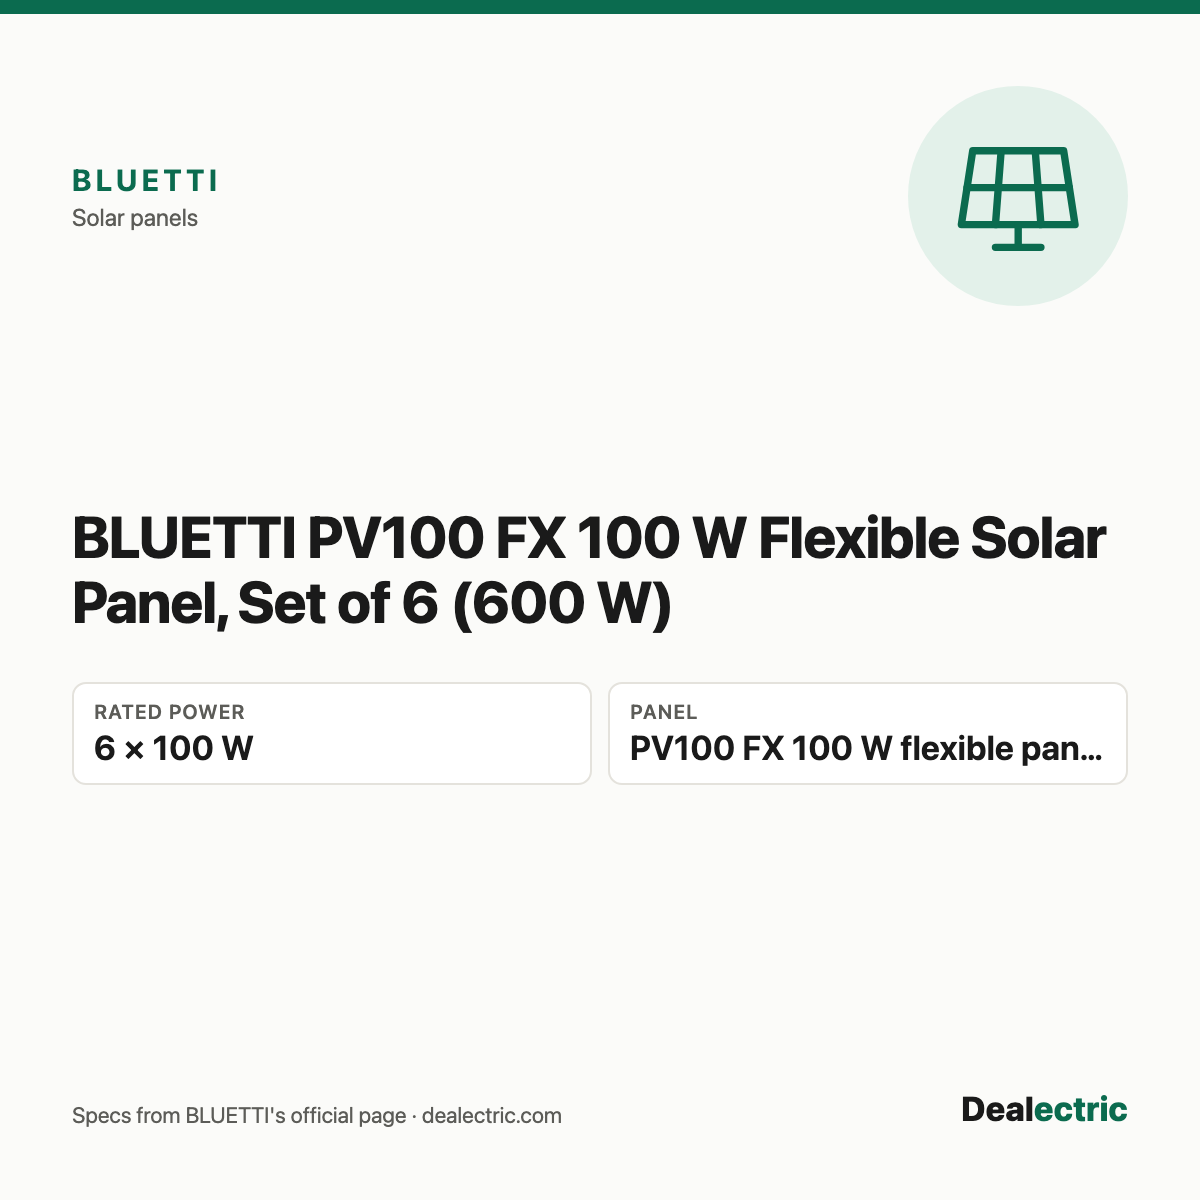 BLUETTI
Solar panels
BLUETTI PV100 FX 100 W Flexible Solar
Panel, Set of 6 (600 W)
RATED POWER
6 × 100 W
PANEL
PV100 FX 100 W flexible pan…
Specs from BLUETTI's official page · dealectric.com
Dealectric